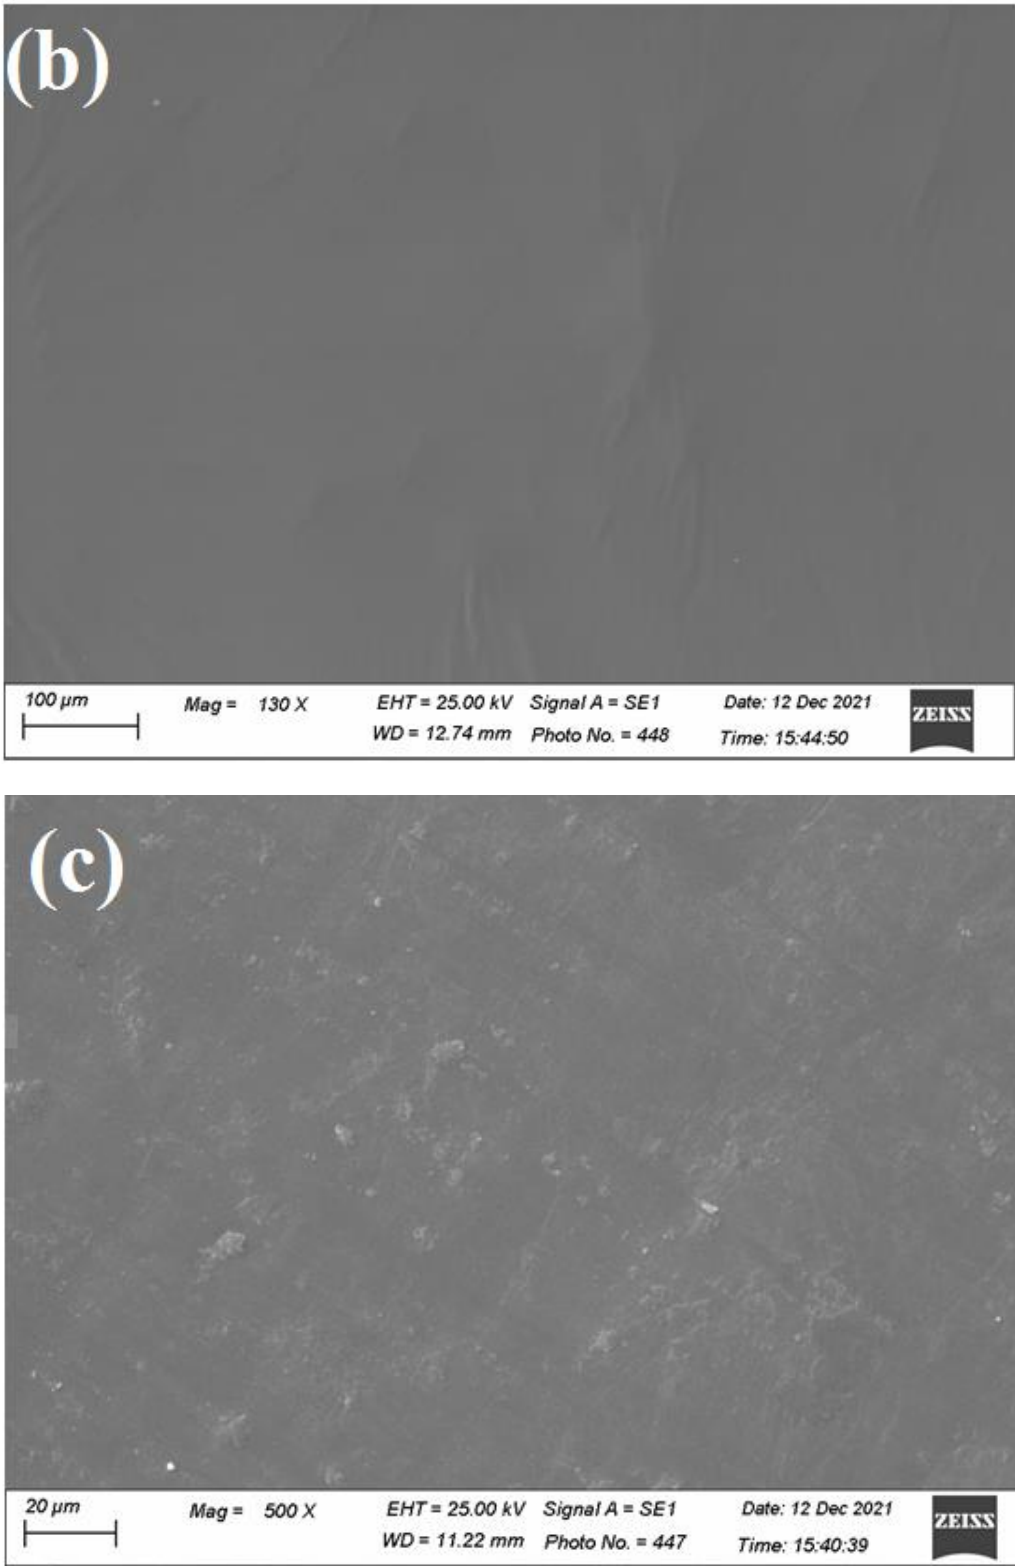 (b)
100 µm Mag = 130 X EHT = 25.00 kV Signal A = SE1 Date: 12 Dec 2021 ZEISS
WD = 12.74 mm Photo No. = 448 Time: 15:44:50
(c)
20 µm Mag = 500 X EHT = 25.00 kV Signal A = SE1 Date: 12 Dec 2021 ZEISS
WD = 11.22 mm Photo No. = 447 Time: 15:40:39